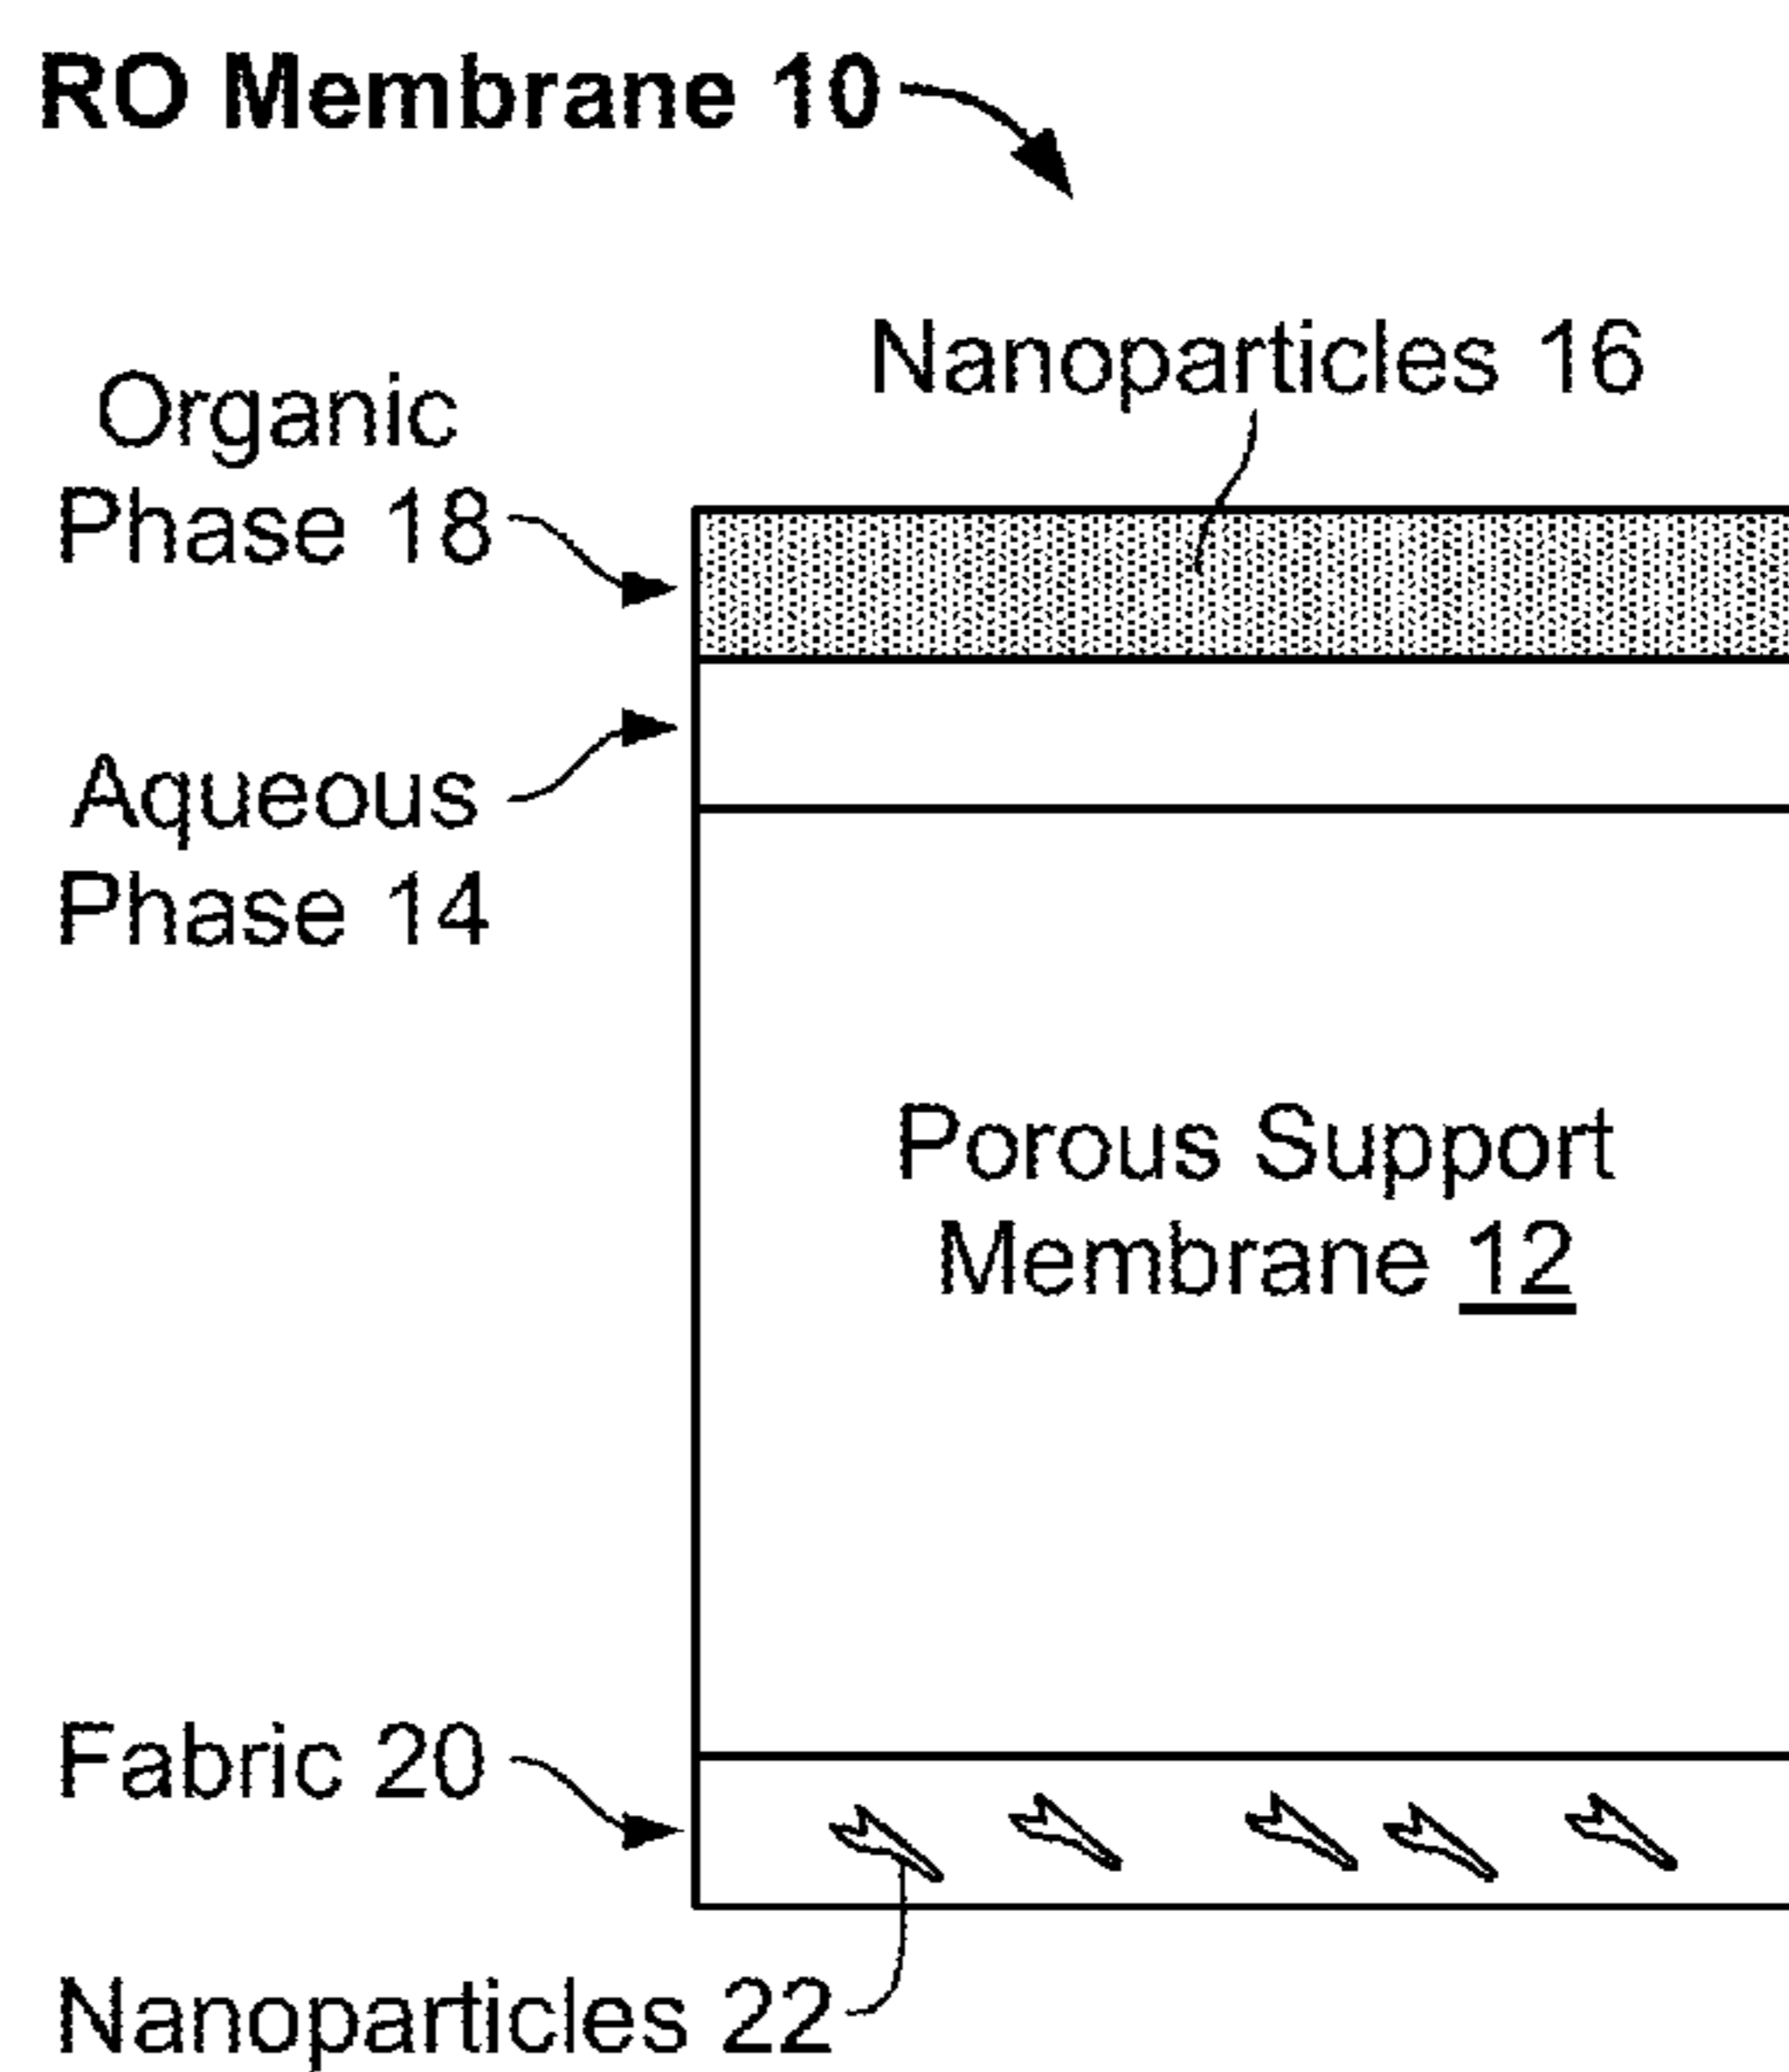 RO Membrane 10
Nanoparticles 16
Organic
Phase 18
Aqueous
Phase 14
Porous Support
Membrane 12
Fabric 20
Nanoparticles 22